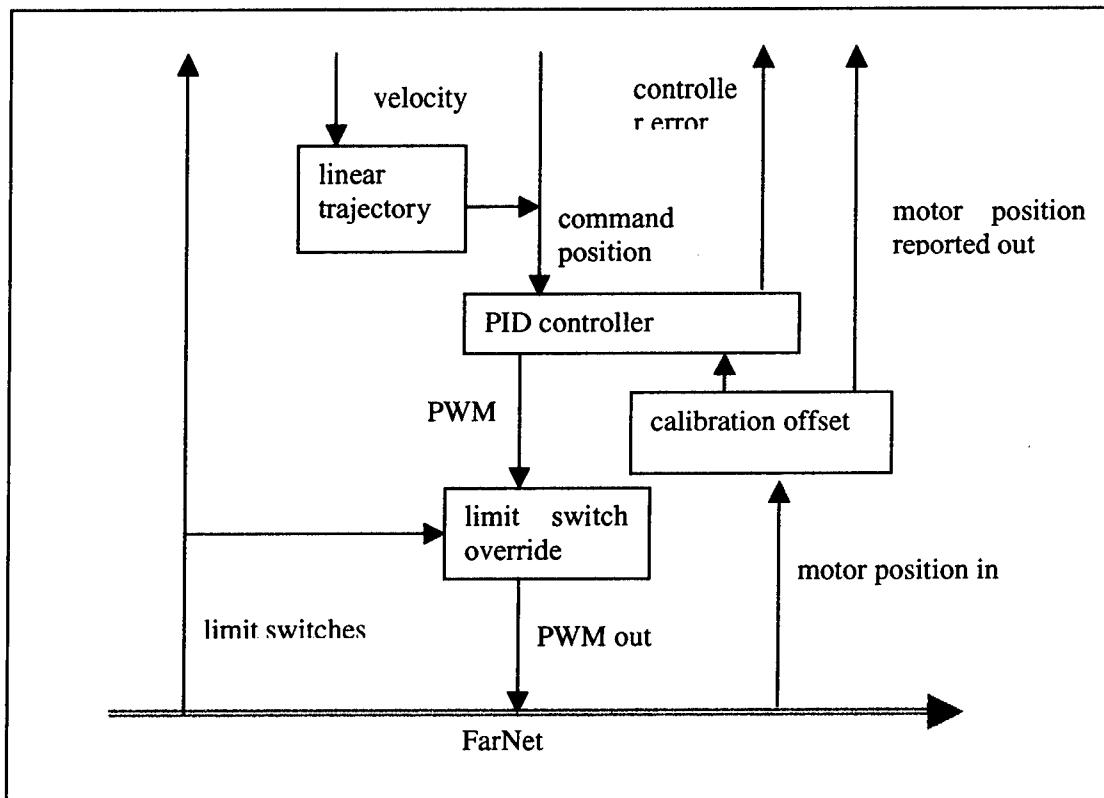 velocity
controlle
r error
linear
trajectory
command
position
motor position
reported out
PID controller
PWM
calibration offset
limit switch
override
motor position in
limit switches
PWM out
FarNet